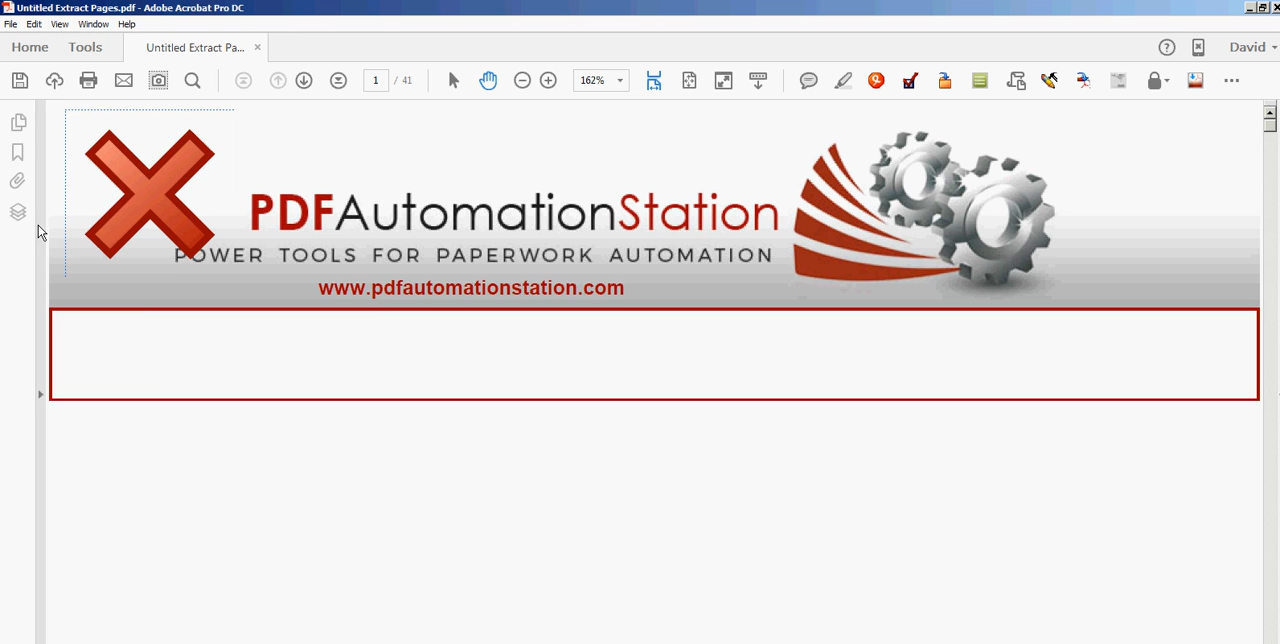 Untitled Extract Pages.pdf - Adobe Acrobat Pro DC
File Edit View Window Help
Home Tools Untitled Extract Pa... × David
1 / 41 162%
PDFAutomationStation
POWER TOOLS FOR PAPERWORK AUTOMATION
www.pdfautomationstation.com